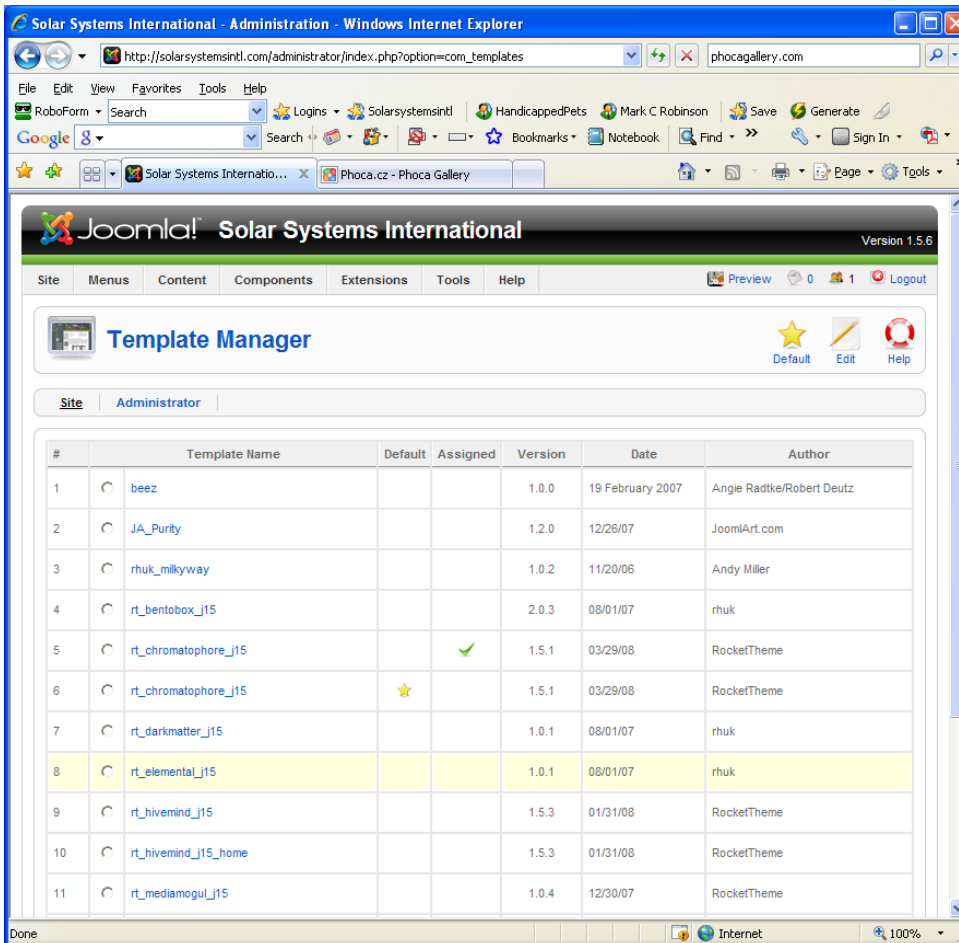 Solar Systems International - Administration - Windows Internet Explorer
http://solarsystemsintl.com/administrator/index.php?option=com_templates phocagallery.com
File Edit View Favorites Tools Help
RoboForm Search Logins Solarsystemsintl HandicappedPets Mark C Robinson Save Generate
Google Search Bookmarks Notebook Find Sign In
Solar Systems Internatio... X Phoca.cz - Phoca Gallery Page Tools
Joomla! Solar Systems International
Version 1.5.6
Site Menus Content Components Extensions Tools Help Preview 0 1 Logout
Template Manager
Default Edit Help
Site Administrator
# Template Name Default Assigned Version Date Author
1 beez 1.0.0 19 February 2007 Angie Radtke/Robert Deutz
2 JA_Purity 1.2.0 12/26/07 JoomlArt.com
3 rhuk_milkyway 1.0.2 11/20/06 Andy Miller
4 rt_bentobox_j15 2.0.3 08/01/07 rhuk
5 rt_chromatophore_j15 1.5.1 03/29/08 RocketTheme
6 rt_chromatophore_j15 1.5.1 03/29/08 RocketTheme
7 rt_darkmatter_j15 1.0.1 08/01/07 rhuk
8 rt_elemental_j15 1.0.1 08/01/07 rhuk
9 rt_hivemind_j15 1.5.3 01/31/08 RocketTheme
10 rt_hivemind_j15_home 1.5.3 01/31/08 RocketTheme
11 rt_mediamogul_j15 1.0.4 12/30/07 RocketTheme
Done Internet 100%